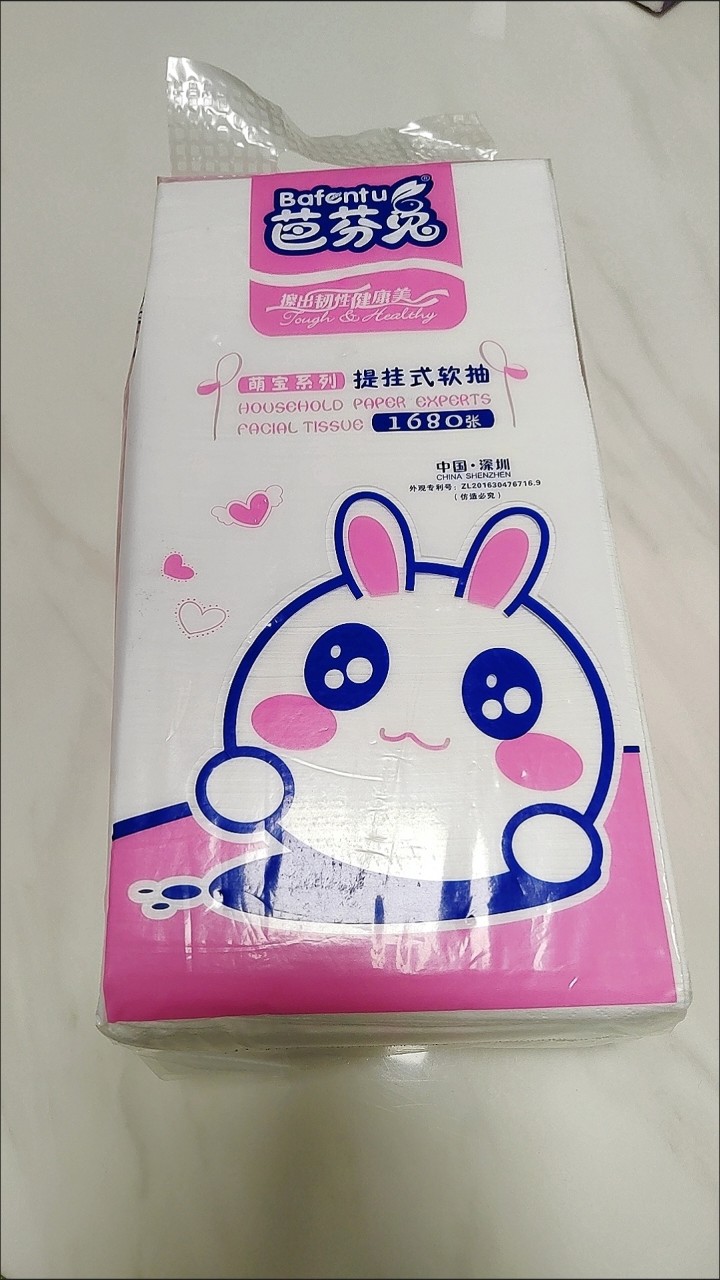 Bafentu
芭芬兔®
擦出韧性健康美
Tough & Healthy
萌宝系列 提挂式软抽
HOUSEHOLD PAPER EXPERTS
FACIAL TISSUE 1680张
中国·深圳
CHINA SHENZHEN
外观专利号：ZL201630476716.9
（仿造必究）